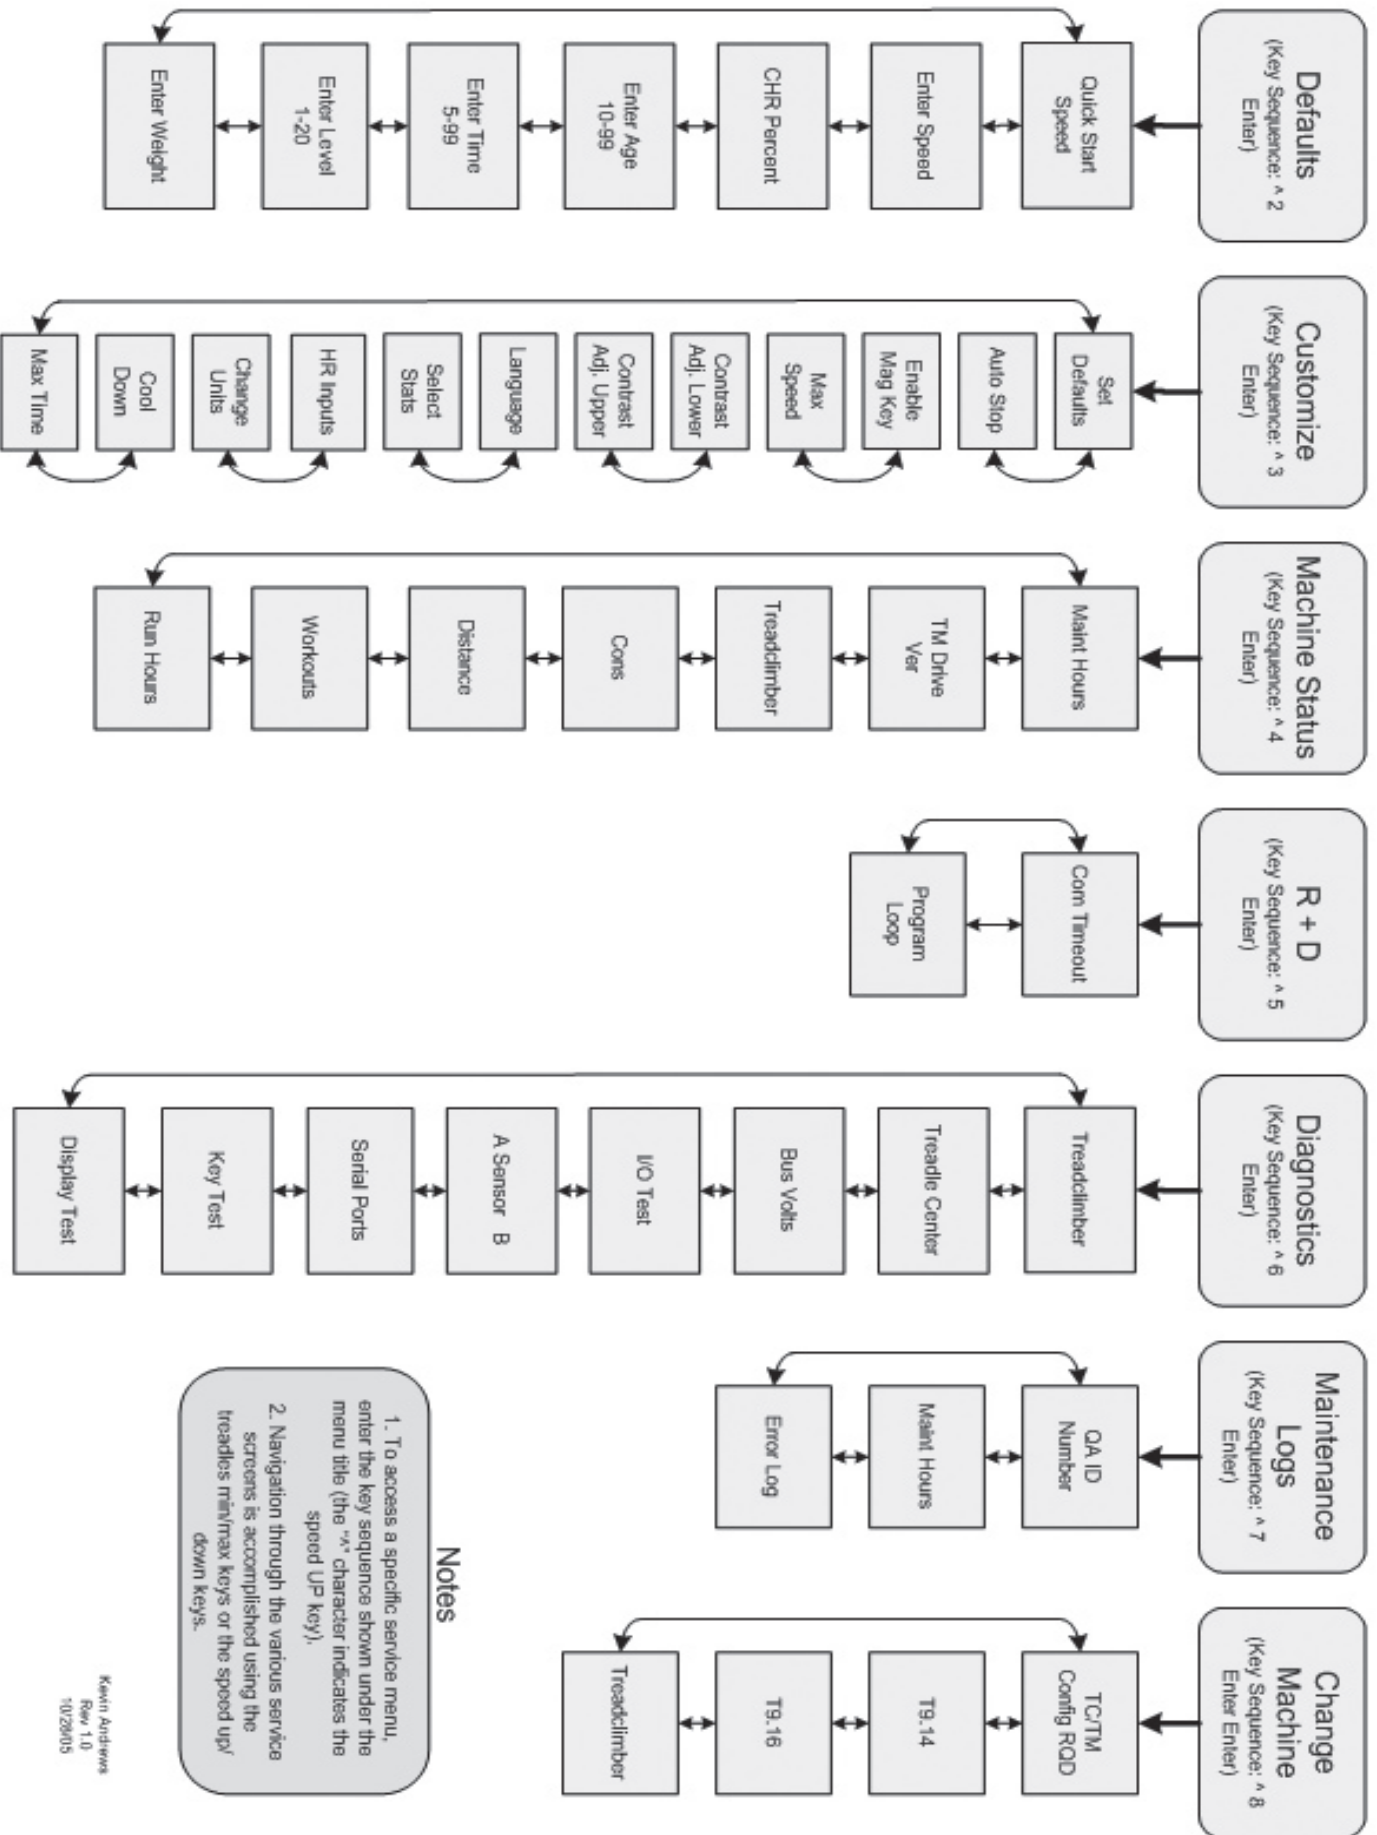 Defaults
(Key Sequence: ^ 2
Enter)
Quick Start
Speed
Enter Speed
CHR Percent
Enter Age
10-99
Enter Time
5-99
Enter Level
1-20
Enter Weight
Customize
(Key Sequence: ^ 3
Enter)
Set
Defaults
Auto Stop
Enable
Mag Key
Max
Speed
Contrast
Adj. Lower
Contrast
Adj. Upper
Language
Select
Stats
HR Inputs
Change
Units
Cool
Down
Max Time
Machine Status
(Key Sequence: ^ 4
Enter)
Maint Hours
TM Drive
Ver
Treadclimber
Cons
Distance
Workouts
Run Hours
R + D
(Key Sequence: ^ 5
Enter)
Com Timeout
Program
Loop
Diagnostics
(Key Sequence: ^ 6
Enter)
Treadclimber
Treadle Center
Bus Volts
I/O Test
A Sensor B
Serial Ports
Key Test
Display Test
Maintenance
Logs
(Key Sequence: ^ 7
Enter)
QA ID
Number
Maint Hours
Error Log
Change
Machine
(Key Sequence: ^ 8
Enter Enter)
TC/TM
Config RQD
T9.14
T9.16
Treadclimber
Notes
1. To access a specific service menu,
enter the key sequence shown under the
menu title (the "^" character indicates the
speed UP key).
2. Navigation through the various service
screens is accomplished using the
treadles min/max keys or the speed up/
down keys.
Kevin Andrews
Rev 1.0
10/28/05